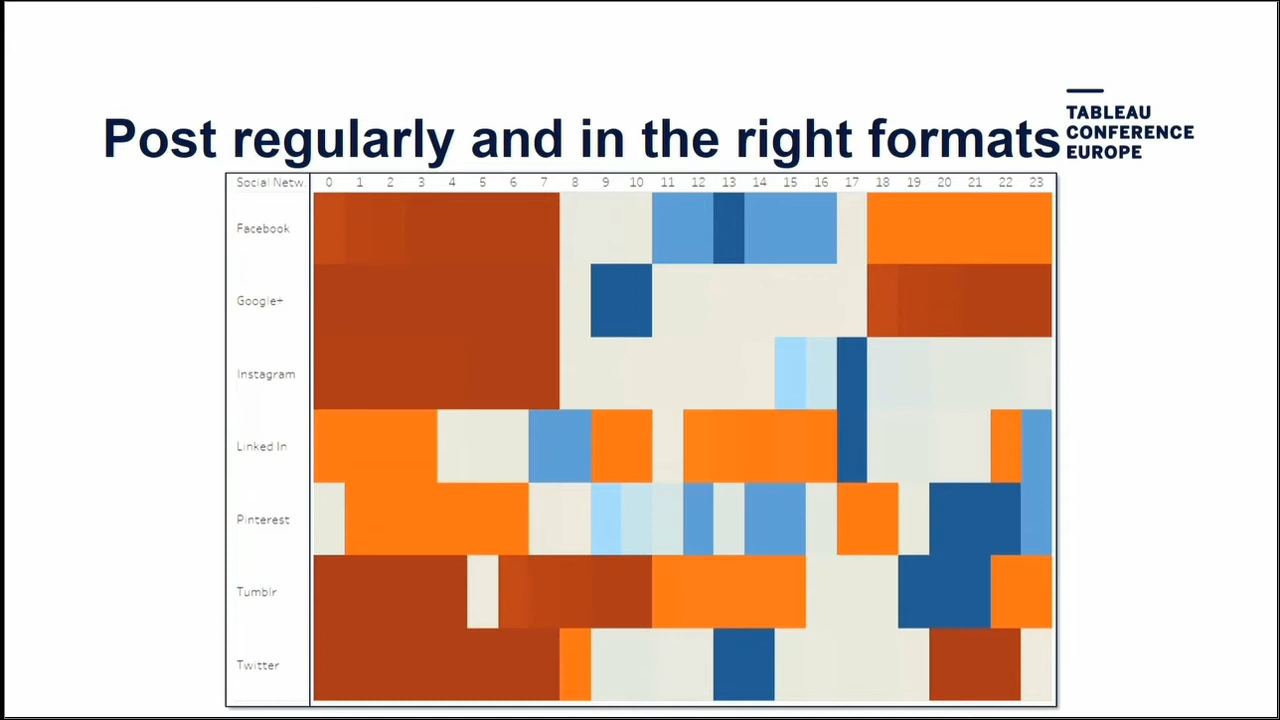 Post regularly and in the right formats
TABLEAU
CONFERENCE
EUROPE
Social Netw.. 0 1 2 3 4 5 6 7 8 9 10 11 12 13 14 15 16 17 18 19 20 21 22 23
Facebook
Google+
Instagram
Linked In
Pinterest
Tumblr
Twitter